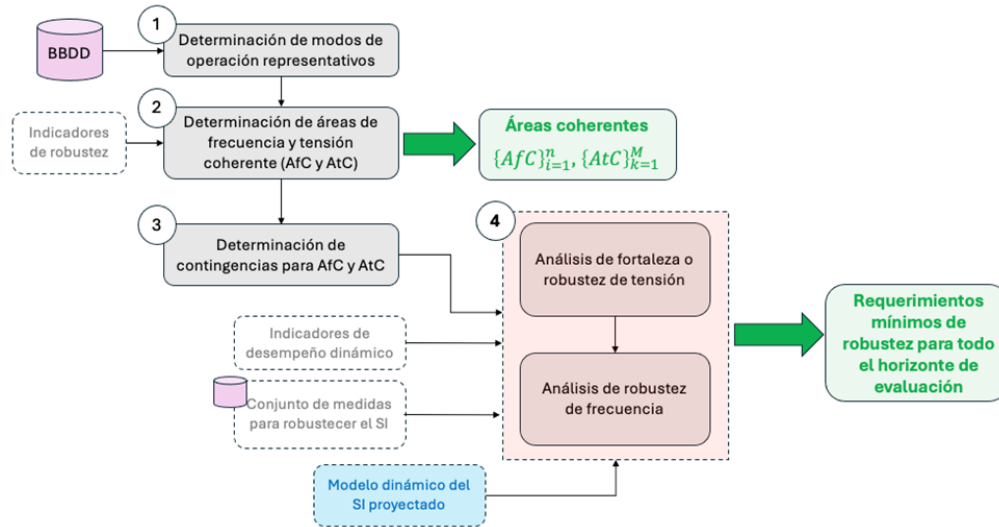 1
BBDD
Determinación de modos de
operación representativos
2
Indicadores
de robustez
Determinación de áreas de
frecuencia y tensión
coherente (AfC y AtC)
Áreas coherentes
{AfC}ⁿᵢ₌₁, {AtC}ᴹₖ₌₁
3
Determinación de
contingencias para AfC y AtC
4
Análisis de fortaleza o
robustez de tensión
Indicadores de
desempeño dinámico
Conjunto de medidas
para robustecer el SI
Análisis de robustez
de frecuencia
Requerimientos
mínimos de
robustez para todo
el horizonte de
evaluación
Modelo dinámico del
SI proyectado